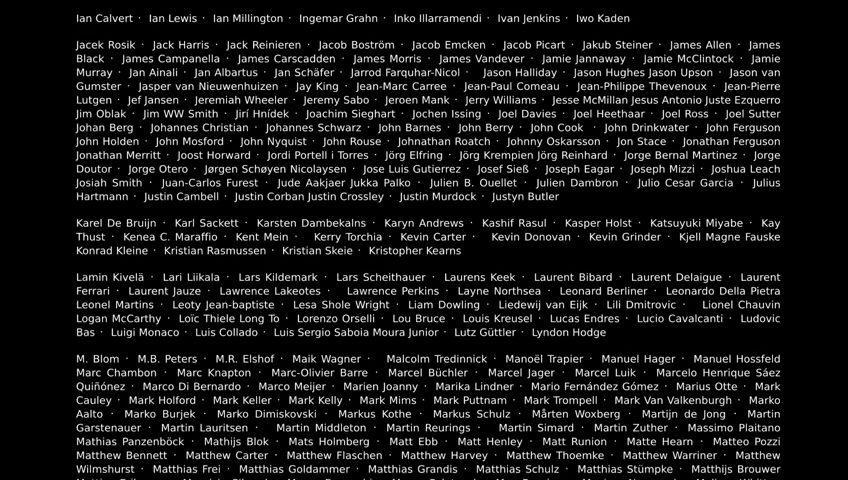 Ian Calvert · Ian Lewis · Ian Millington · Ingemar Grahn · Inko Illarramendi · Ivan Jenkins · Iwo Kaden
Jacek Rosik · Jack Harris · Jack Reinieren · Jacob Boström · Jacob Emcken · Jacob Picart · Jakub Steiner · James Allen · James
Black · James Campanella · James Carscadden · James Morris · James Vandever · Jamie Jannaway · Jamie McClintock · Jamie
Murray · Jan Ainali · Jan Albartus · Jan Schäfer · Jarrod Farquhar-Nicol · Jason Halliday · Jason Hughes Jason Upson · Jason van
Gumster · Jasper van Nieuwenhuizen · Jay King · Jean-Marc Carree · Jean-Paul Comeau · Jean-Philippe Thevenoux · Jean-Pierre
Lutgen · Jef Jansen · Jeremiah Wheeler · Jeremy Sabo · Jeroen Mank · Jerry Williams · Jesse McMillan Jesus Antonio Juste Ezquerro
Jim Oblak · Jim WW Smith · Jirí Hnídek · Joachim Sieghart · Jochen Issing · Joel Davies · Joel Heethaar · Joel Ross · Joel Sutter
Johan Berg · Johannes Christian · Johannes Schwarz · John Barnes · John Berry · John Cook · John Drinkwater · John Ferguson
John Holden · John Mosford · John Nyquist · John Rouse · Johnathan Roatch · Johnny Oskarsson · Jon Stace · Jonathan Ferguson
Jonathan Merritt · Joost Horward · Jordi Portell i Torres · Jörg Elfring · Jörg Krempien Jörg Reinhard · Jorge Bernal Martinez · Jorge
Doutor · Jorge Otero · Jørgen Schøyen Nicolaysen · Jose Luis Gutierrez · Josef Sieß · Joseph Eagar · Joseph Mizzi · Joshua Leach
Josiah Smith · Juan-Carlos Furest · Jude Aakjaer Jukka Palko · Julien B. Ouellet · Julien Dambron · Julio Cesar Garcia · Julius
Hartmann · Justin Cambell · Justin Corban Justin Crossley · Justin Murdock · Justyn Butler
Karel De Bruijn · Karl Sackett · Karsten Dambekalns · Karyn Andrews · Kashif Rasul · Kasper Holst · Katsuyuki Miyabe · Kay
Thust · Kenea C. Maraffio · Kent Mein · Kerry Torchia · Kevin Carter · Kevin Donovan · Kevin Grinder · Kjell Magne Fauske
Konrad Kleine · Kristian Rasmussen · Kristian Skeie · Kristopher Kearns
Lamin Kivelä · Lari Liikala · Lars Kildemark · Lars Scheithauer · Laurens Keek · Laurent Bibard · Laurent Delaigue · Laurent
Ferrari · Laurent Jauze · Lawrence Lakeotes · Lawrence Perkins · Layne Northsea · Leonard Berliner · Leonardo Della Pietra
Leonel Martins · Leoty Jean-baptiste · Lesa Shole Wright · Liam Dowling · Liedewij van Eijk · Lili Dmitrovic · Lionel Chauvin
Logan McCarthy · Loïc Thiele Long To · Lorenzo Orselli · Lou Bruce · Louis Kreusel · Lucas Endres · Lucio Cavalcanti · Ludovic
Bas · Luigi Monaco · Luis Collado · Luis Sergio Saboia Moura Junior · Lutz Güttler · Lyndon Hodge
M. Blom · M.B. Peters · M.R. Elshof · Maik Wagner · Malcolm Tredinnick · Manoël Trapier · Manuel Hager · Manuel Hossfeld
Marc Chambon · Marc Knapton · Marc-Olivier Barre · Marcel Büchler · Marcel Jager · Marcel Luik · Marcelo Henrique Sáez
Quiñónez · Marco Di Bernardo · Marco Meijer · Marien Joanny · Marika Lindner · Mario Fernández Gómez · Marius Otte · Mark
Cauley · Mark Holford · Mark Keller · Mark Kelly · Mark Mims · Mark Puttnam · Mark Trompell · Mark Van Valkenburgh · Marko
Aalto · Marko Burjek · Marko Dimiskovski · Markus Kothe · Markus Schulz · Mårten Woxberg · Martijn de Jong · Martin
Garstenauer · Martin Lauritsen · Martin Middleton · Martin Reurings · Martin Simard · Martin Zuther · Massimo Plaitano
Mathias Panzenböck · Mathijs Blok · Mats Holmberg · Matt Ebb · Matt Henley · Matt Runion · Matte Hearn · Matteo Pozzi
Matthew Bennett · Matthew Carter · Matthew Flaschen · Matthew Harvey · Matthew Thoemke · Matthew Warriner · Matthew
Wilmshurst · Matthias Frei · Matthias Goldammer · Matthias Grandis · Matthias Schulz · Matthias Stümpke · Matthijs Brouwer